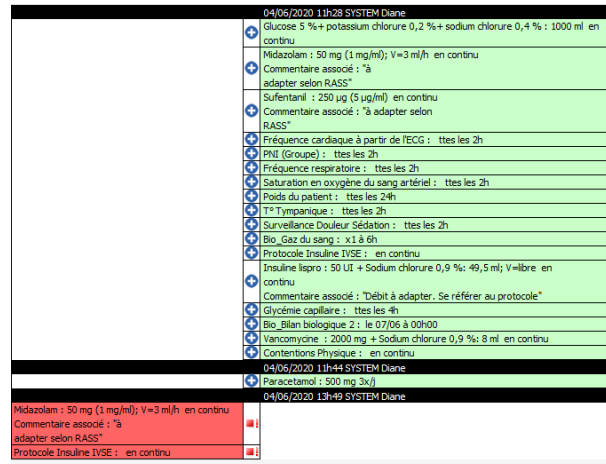 04/06/2020 11h28 SYSTEM Diane
Glucose 5 %+ potassium chlorure 0,2 %+ sodium chlorure 0,4 % : 1000 ml en
continu
Midazolam : 50 mg (1 mg/ml); V=3 ml/h en continu
Commentaire associé : "à
adapter selon RASS"
Sufentanil : 250 µg (5 µg/ml) en continu
Commentaire associé : "à adapter selon
RASS"
Fréquence cardiaque à partir de l'ECG : ttes les 2h
PNI (Groupe) : ttes les 2h
Fréquence respiratoire : ttes les 2h
Saturation en oxygène du sang artériel : ttes les 2h
Poids du patient : ttes les 24h
T° Tympanique : ttes les 2h
Surveillance Douleur Sédation : ttes les 2h
Bio_Gaz du sang : x1 à 6h
Protocole Insuline IVSE : en continu
Insuline lispro : 50 UI + Sodium chlorure 0,9 %: 49,5 ml; V=libre en
continu
Commentaire associé : "Débit à adapter. Se référer au protocole"
Glycémie capillaire : ttes les 4h
Bio_Bilan biologique 2 : le 07/06 à 00h00
Vancomycine : 2000 mg + Sodium chlorure 0,9 %: 8 ml en continu
Contentions Physique : en continu
04/06/2020 11h44 SYSTEM Diane
Paracetamol : 500 mg 3x/j
04/06/2020 13h49 SYSTEM Diane
Midazolam : 50 mg (1 mg/ml); V=3 ml/h en continu
Commentaire associé : "à
adapter selon RASS"
Protocole Insuline IVSE : en continu